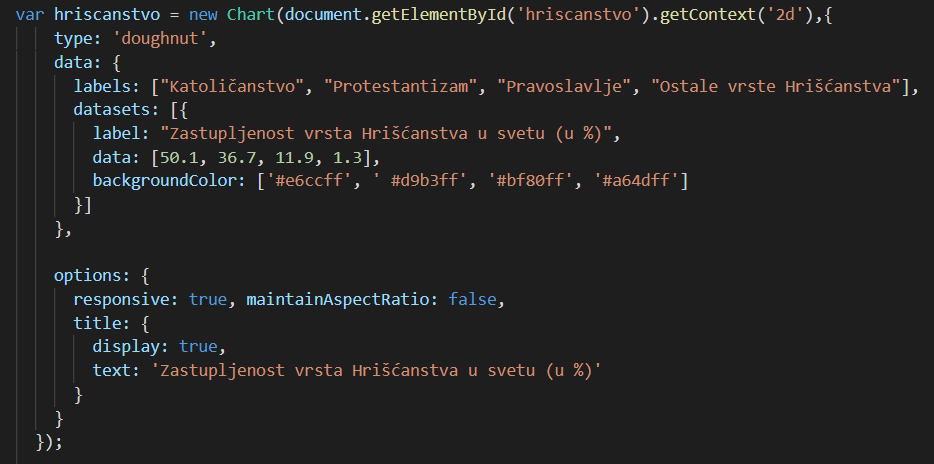 var hriscanstvo = new Chart(document.getElementById('hriscanstvo').getContext('2d'),{
type: 'doughnut',
data: {
labels: ["Katoličanstvo", "Protestantizam", "Pravoslavlje", "Ostale vrste Hrišćanstva"],
datasets: [{
label: "Zastupljenost vrsta Hrišćanstva u svetu (u %)",
data: [50.1, 36.7, 11.9, 1.3],
backgroundColor: ['#e6ccff', ' #d9b3ff', '#bf80ff', '#a64dff']
}]
},
options: {
responsive: true, maintainAspectRatio: false,
title: {
display: true,
text: 'Zastupljenost vrsta Hrišćanstva u svetu (u %)'
}
}
});